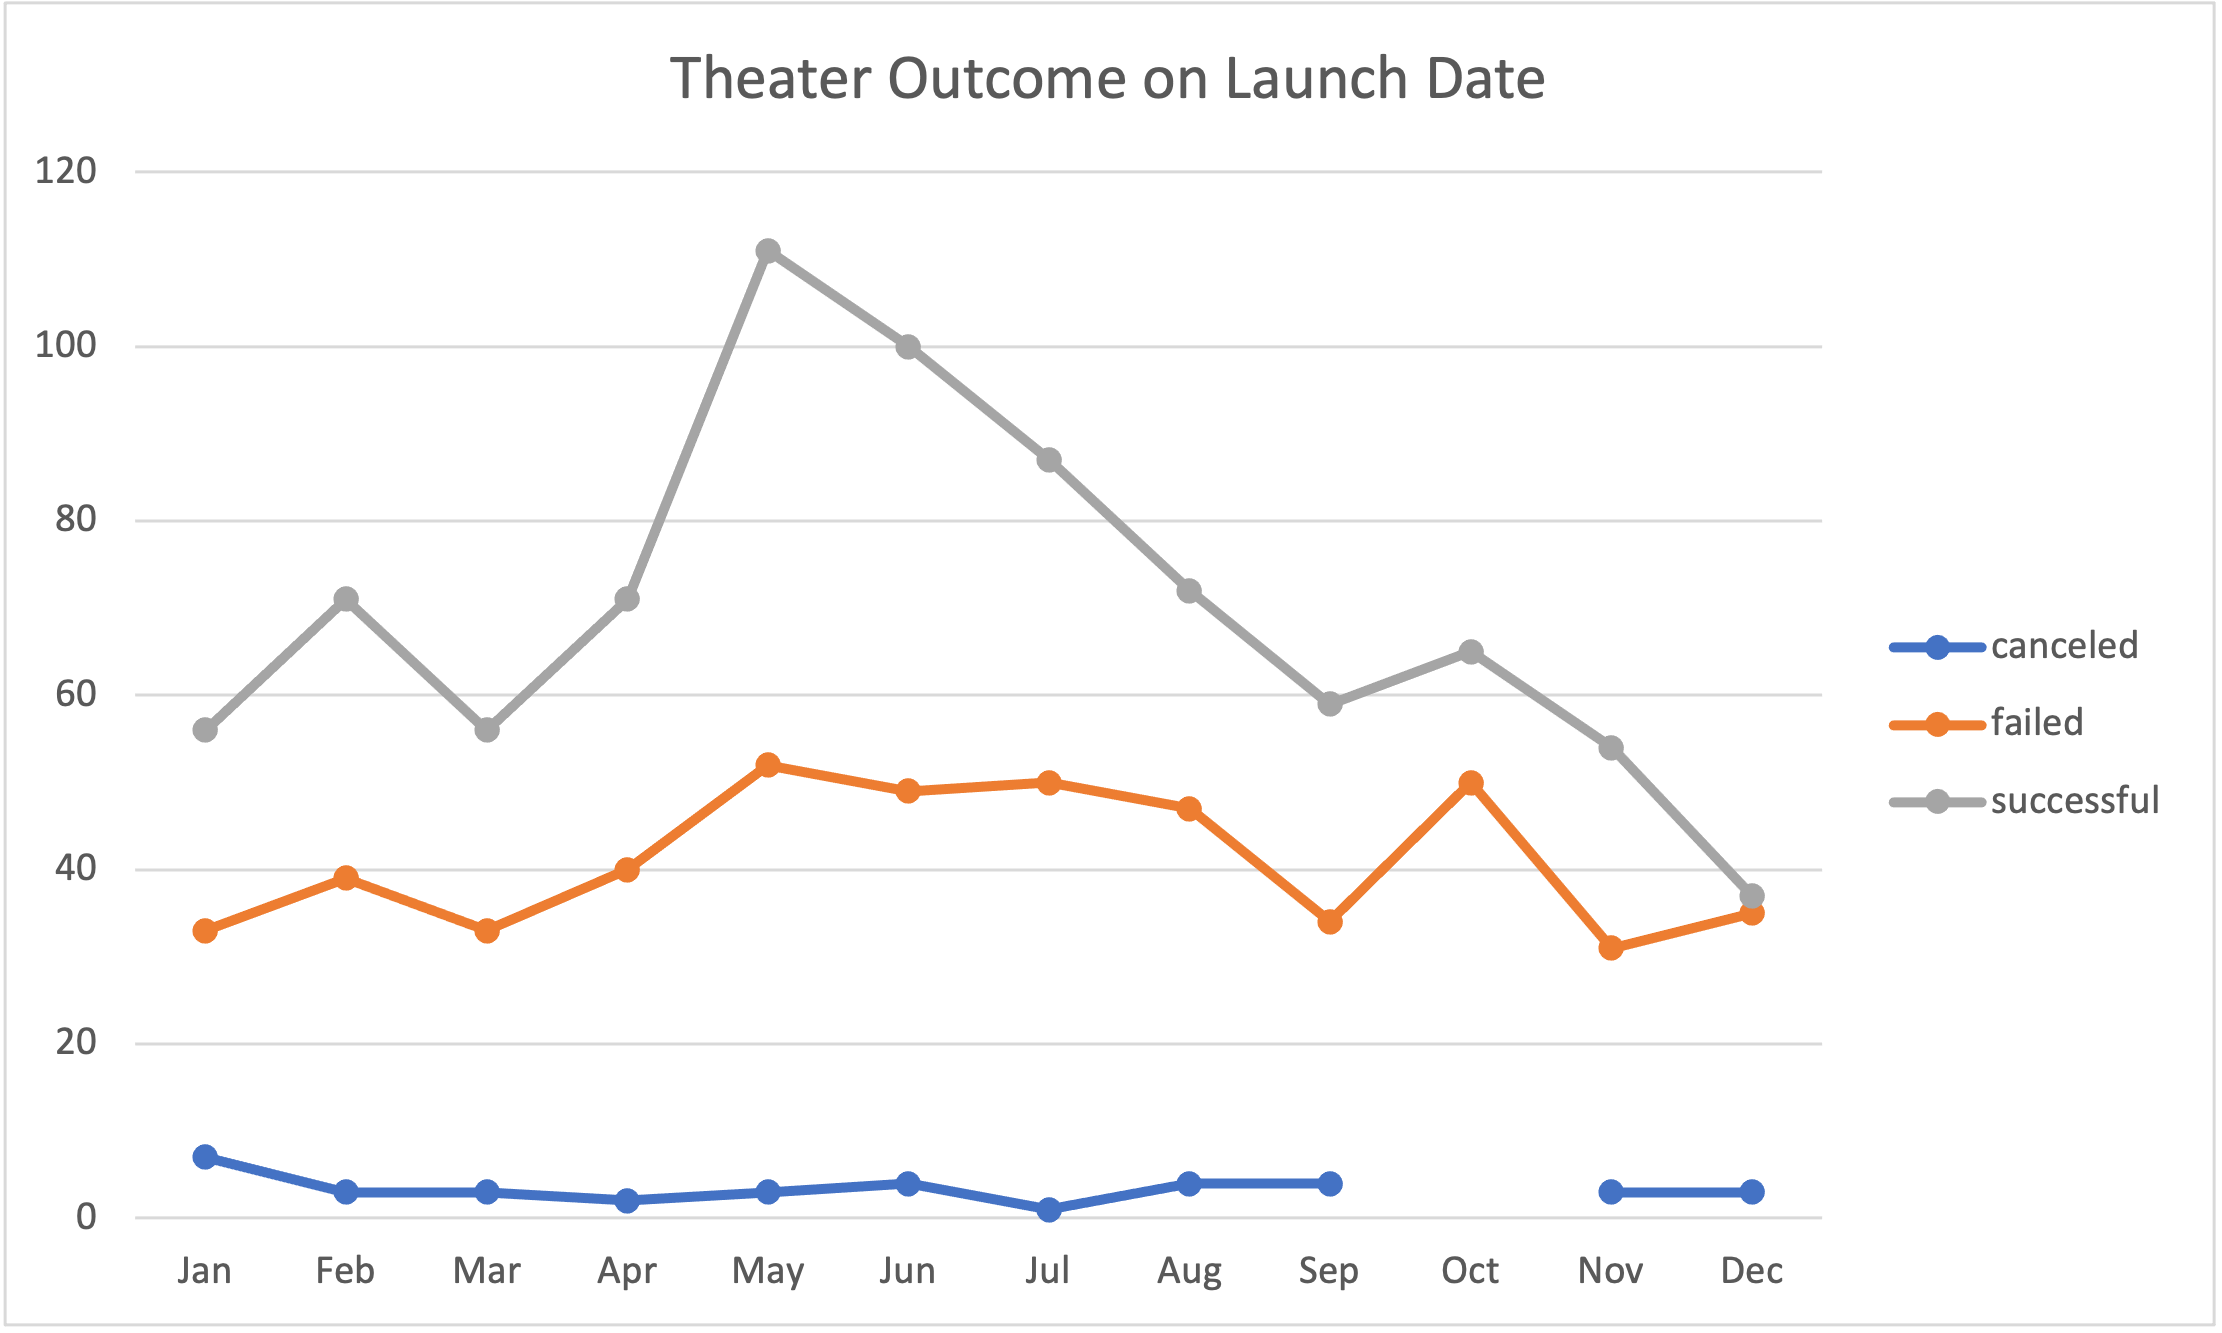 Theater Outcome on Launch Date
120
100
80
60
40
20
0
Jan Feb Mar Apr May Jun Jul Aug Sep Oct Nov Dec
canceled
failed
successful